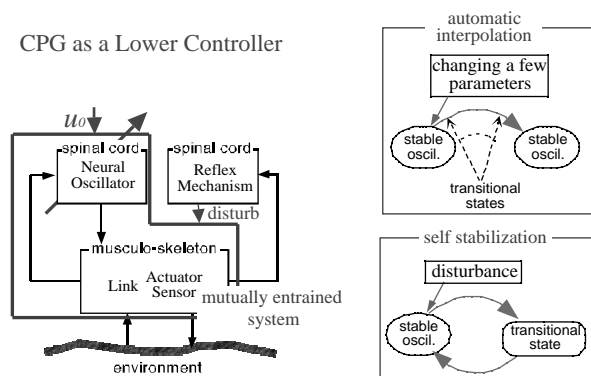 CPG as a Lower Controller
u0
spinal cord
Neural
Oscillator
spinal cord
Reflex
Mechanism
disturb
musculo-skeleton
Link
Actuator
Sensor
mutually entrained
system
environment
automatic
interpolation
changing a few
parameters
stable
oscil.
stable
oscil.
transitional
states
self stabilization
disturbance
stable
oscil.
transitional
state